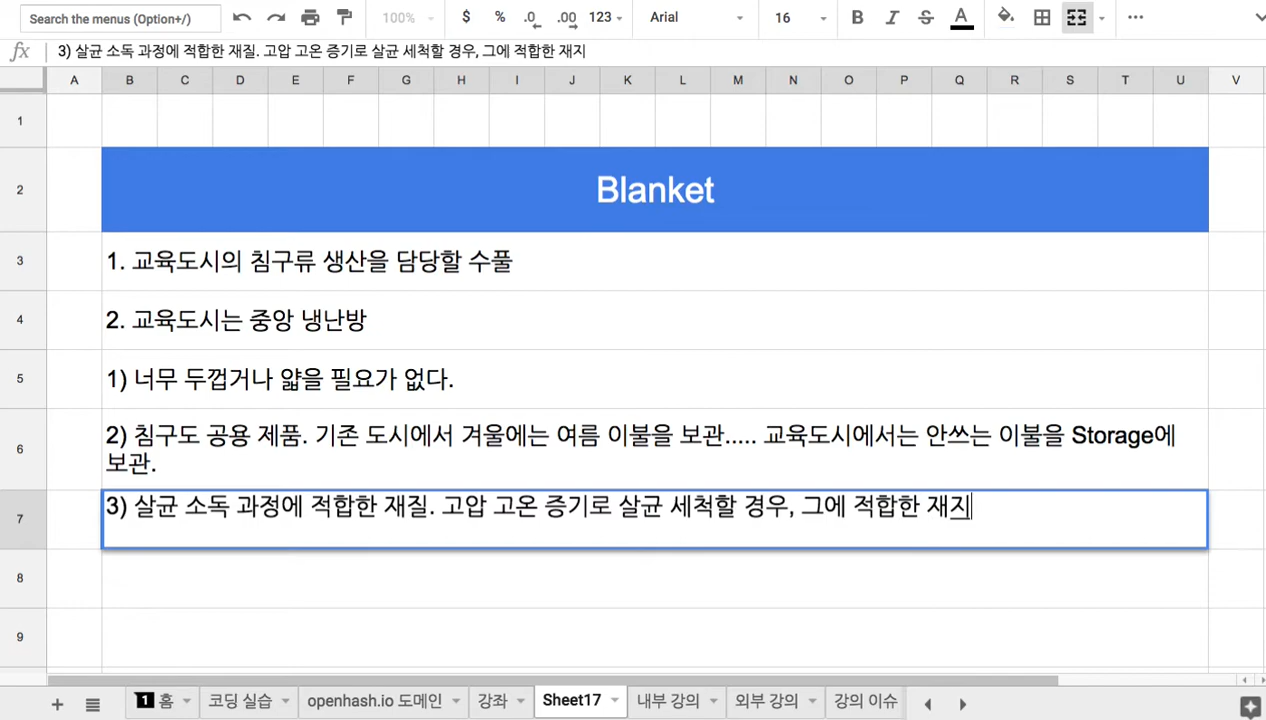 Search the menus (Option+/) 100% $ % .0 .00 123 Arial 16 B I S A ...
fx 3) 살균 소독 과정에 적합한 재질. 고압 고온 증기로 살균 세척할 경우, 그에 적합한 재지
A B C D E F G H I J K L M N O P Q R S T U V
1
2 Blanket
3 1. 교육도시의 침구류 생산을 담당할 수풀
4 2. 교육도시는 중앙 냉난방
5 1) 너무 두껍거나 얇을 필요가 없다.
6 2) 침구도 공용 제품. 기존 도시에서 겨울에는 여름 이불을 보관..... 교육도시에서는 안쓰는 이불을 Storage에
보관.
7 3) 살균 소독 과정에 적합한 재질. 고압 고온 증기로 살균 세척할 경우, 그에 적합한 재지
8
9
+ 1 홈 코딩 실습 openhash.io 도메인 강좌 Sheet17 내부 강의 외부 강의 강의 이슈